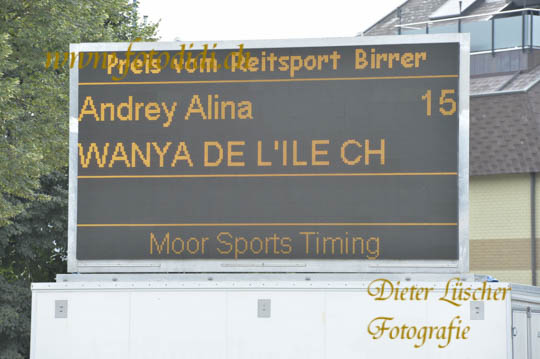 www.fotodidi.ch
Preis vom Reitsport Birrer
Andrey Alina 15
WANYA DE L'ILE CH
Moor Sports Timing
Dieter Lüscher
Fotografie